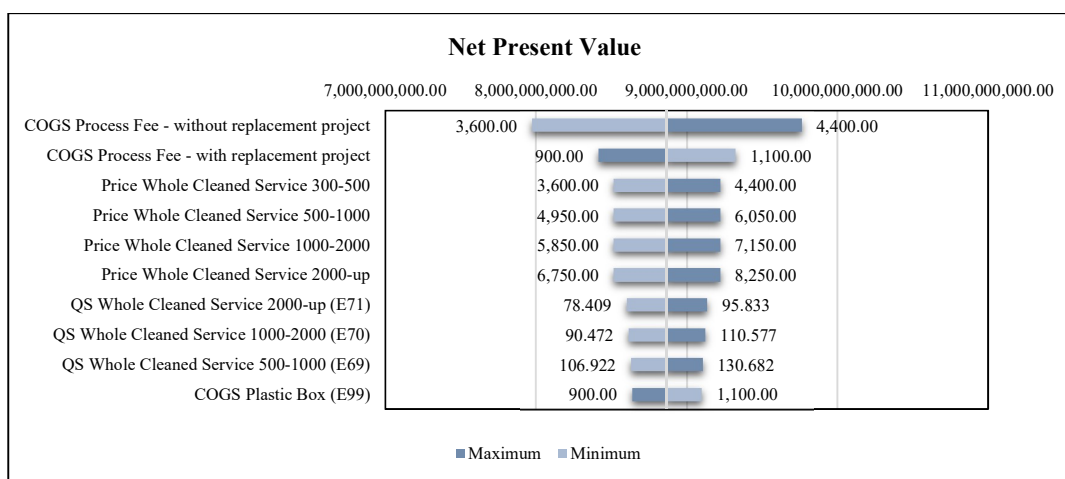 Net Present Value
7,000,000,000.00 8,000,000,000.00 9,000,000,000.00 10,000,000,000.00 11,000,000,000.00
COGS Process Fee - without replacement project 3,600.00 4,400.00
COGS Process Fee - with replacement project 900.00 1,100.00
Price Whole Cleaned Service 300-500 3,600.00 4,400.00
Price Whole Cleaned Service 500-1000 4,950.00 6,050.00
Price Whole Cleaned Service 1000-2000 5,850.00 7,150.00
Price Whole Cleaned Service 2000-up 6,750.00 8,250.00
QS Whole Cleaned Service 2000-up (E71) 78.409 95.833
QS Whole Cleaned Service 1000-2000 (E70) 90.472 110.577
QS Whole Cleaned Service 500-1000 (E69) 106.922 130.682
COGS Plastic Box (E99) 900.00 1,100.00
Maximum Minimum